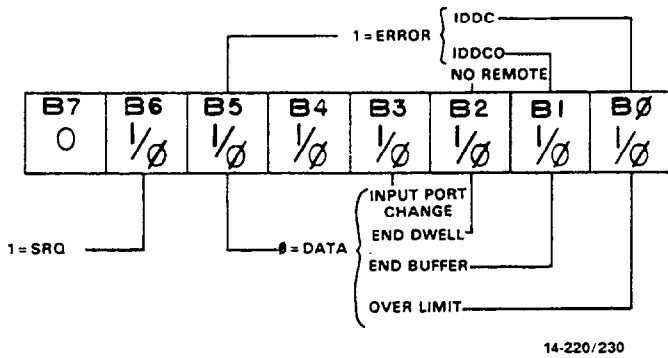 IDDC
1 = ERROR
IDDCO
NO REMOTE
B7 B6 B5 B4 B3 B2 B1 BØ
0 1/Ø 1/Ø 1/Ø 1/Ø 1/Ø 1/Ø 1/Ø
INPUT PORT
CHANGE
1 = SRQ
Ø = DATA
END DWELL
END BUFFER
OVER LIMIT
14-220/230